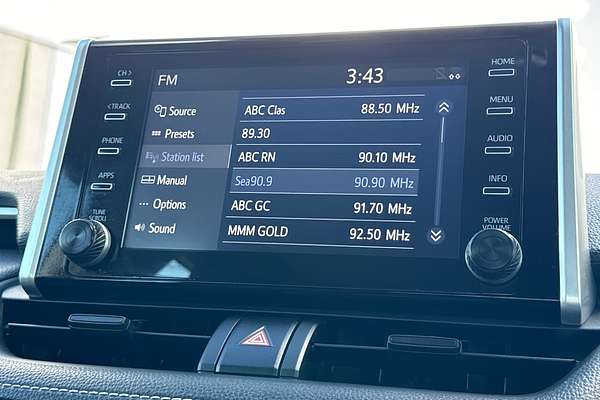 FM 3:43
CH >
< TRACK
PHONE
APPS
TUNE
SCROLL
Source
Presets
Station list
Manual
Options
Sound
ABC Clas 88.50 MHz
89.30
ABC RN 90.10 MHz
Sea90.9 90.90 MHz
ABC GC 91.70 MHz
MMM GOLD 92.50 MHz
HOME
MENU
AUDIO
INFO
POWER
VOLUME